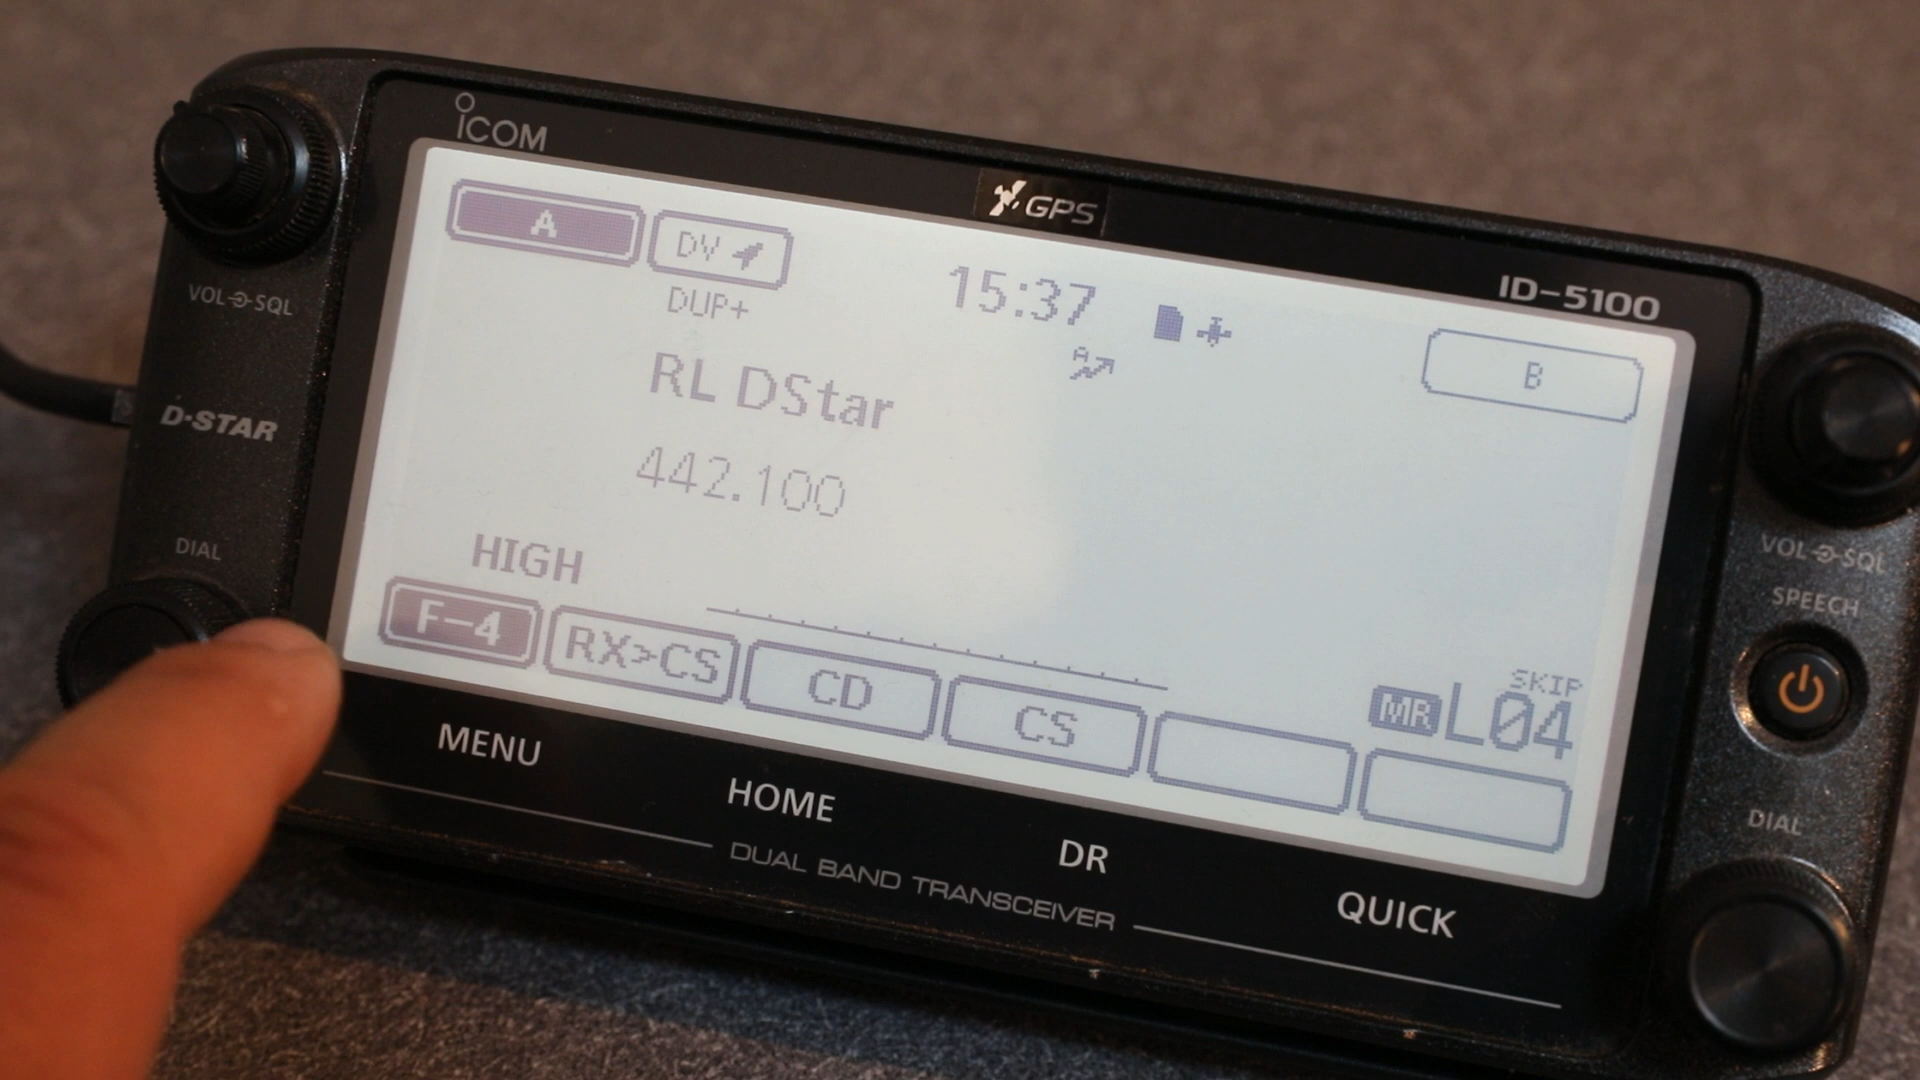 ICOM
GPS
ID-5100
A
DV
DUP+
15:37
B
RL DStar
442.100
HIGH
F-4
RX>CS
CD
CS
SKIP
MR L04
VOL SQL
D-STAR
DIAL
VOL SQL
SPEECH
DIAL
MENU
HOME
DR
QUICK
DUAL BAND TRANSCEIVER